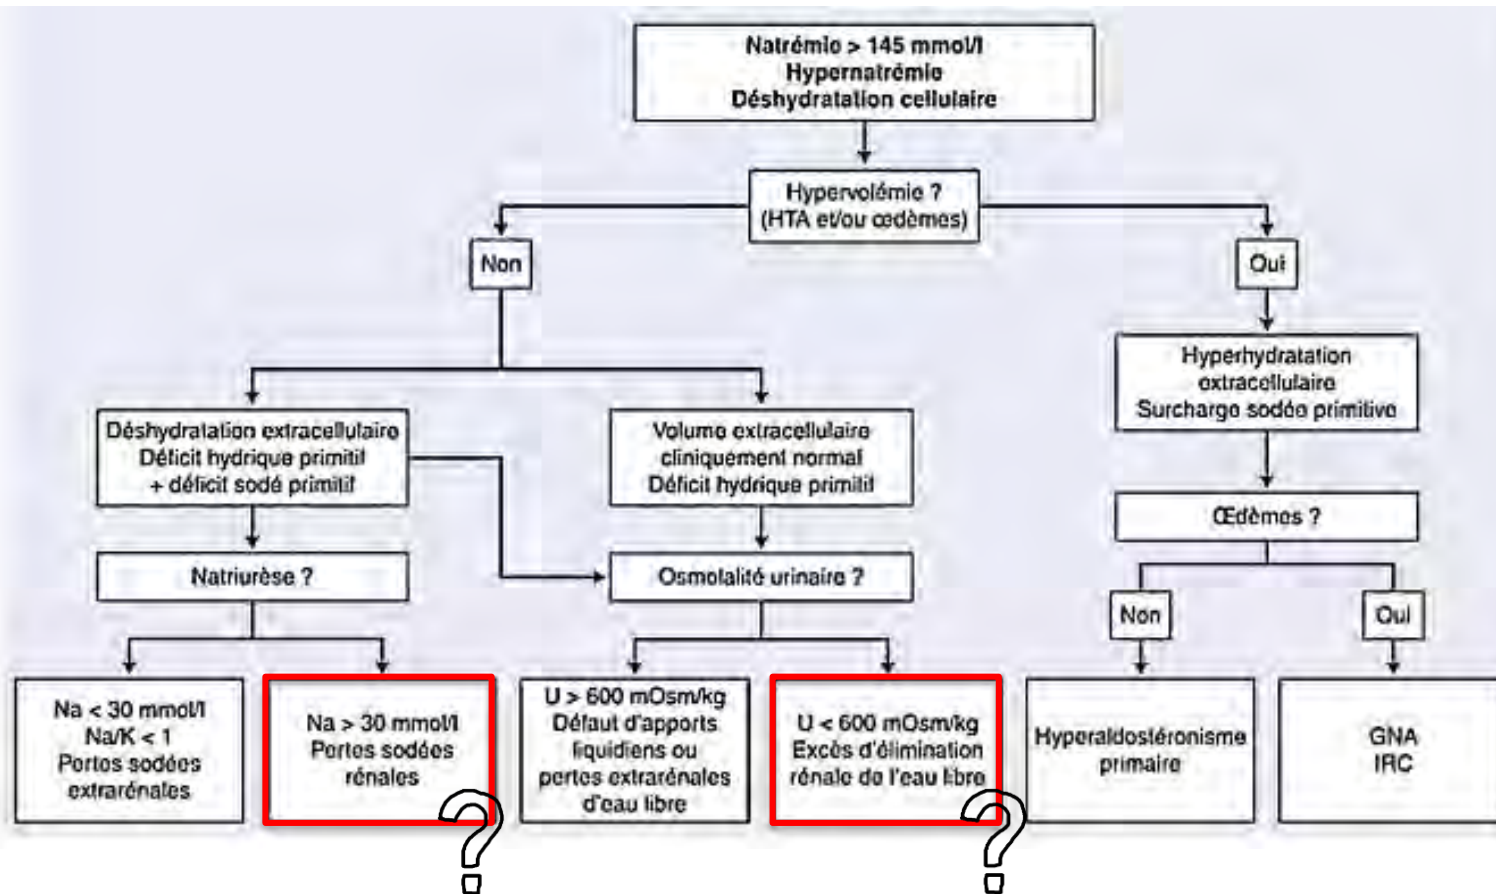 Natrémie > 145 mmol/l
Hypernatrémie
Déshydratation cellulaire
Hypervolémie ?
(HTA et/ou œdèmes)
Non
Oui
Déshydratation extracellulaire
Déficit hydrique primitif
+ déficit sodé primitif
Volume extracellulaire
cliniquement normal
Déficit hydrique primitif
Hyperhydratation
extracellulaire
Surcharge sodée primitive
Natriurèse ?
Osmolalité urinaire ?
Œdèmes ?
Non
Oui
Na < 30 mmol/l
Na/K < 1
Pertes sodées
extrarénales
Na > 30 mmol/l
Pertes sodées
rénales
U > 600 mOsm/kg
Défaut d'apports
liquidiens ou
pertes extrarénales
d'eau libre
U < 600 mOsm/kg
Excès d'élimination
rénale de l'eau libre
Hyperaldostéronisme
primaire
GNA
IRC
?
?